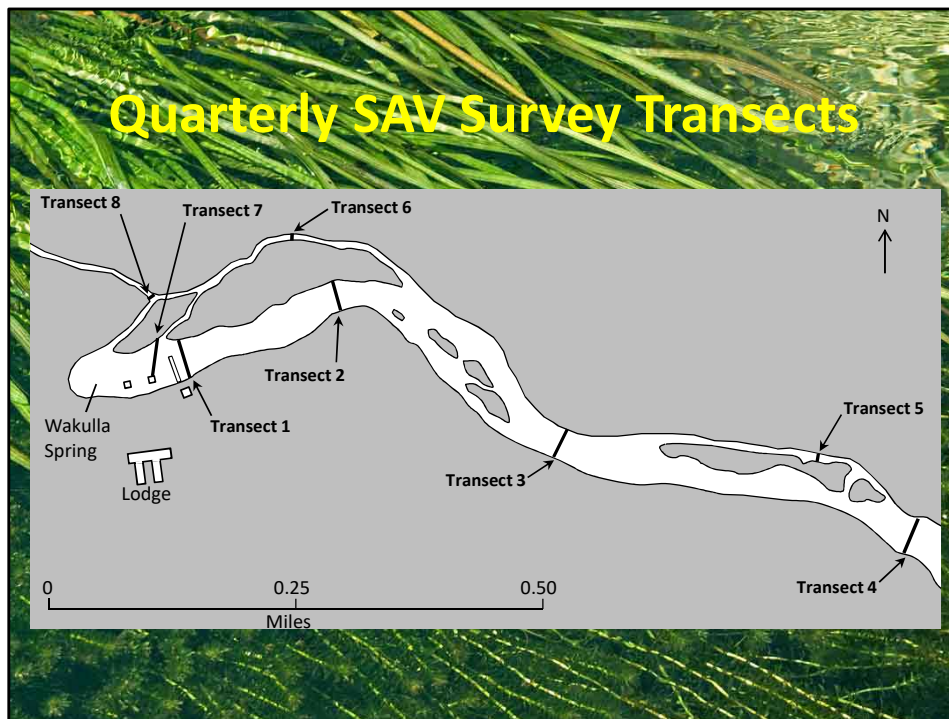 Quarterly SAV Survey Transects
Transect 8
Transect 7
Transect 6
N
Transect 2
Transect 1
Wakulla
Spring
Lodge
Transect 5
Transect 3
Transect 4
0
0.25
0.50
Miles